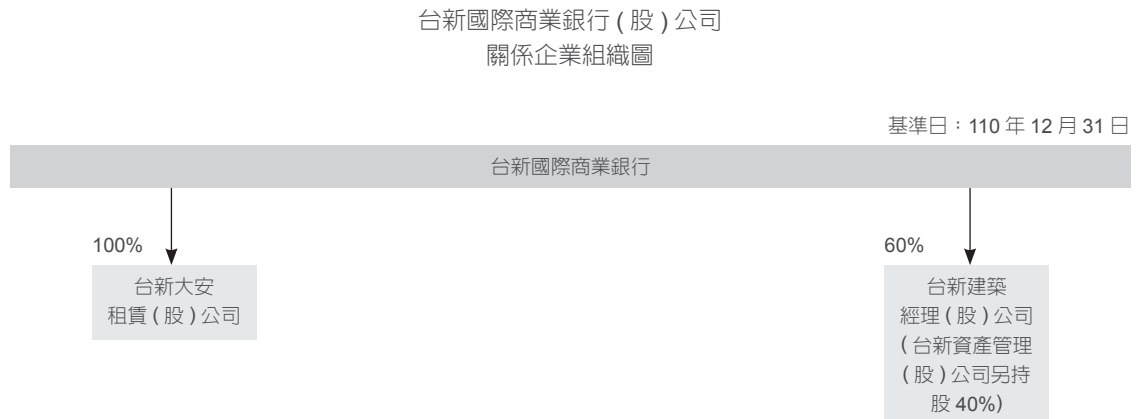 台新國際商業銀行 ( 股 ) 公司
關係企業組織圖
基準日：110 年 12 月 31 日
台新國際商業銀行
100%
60%
台新大安
租賃 ( 股 ) 公司
台新建築
經理 ( 股 ) 公司
( 台新資產管理
( 股 ) 公司另持
股 40%)